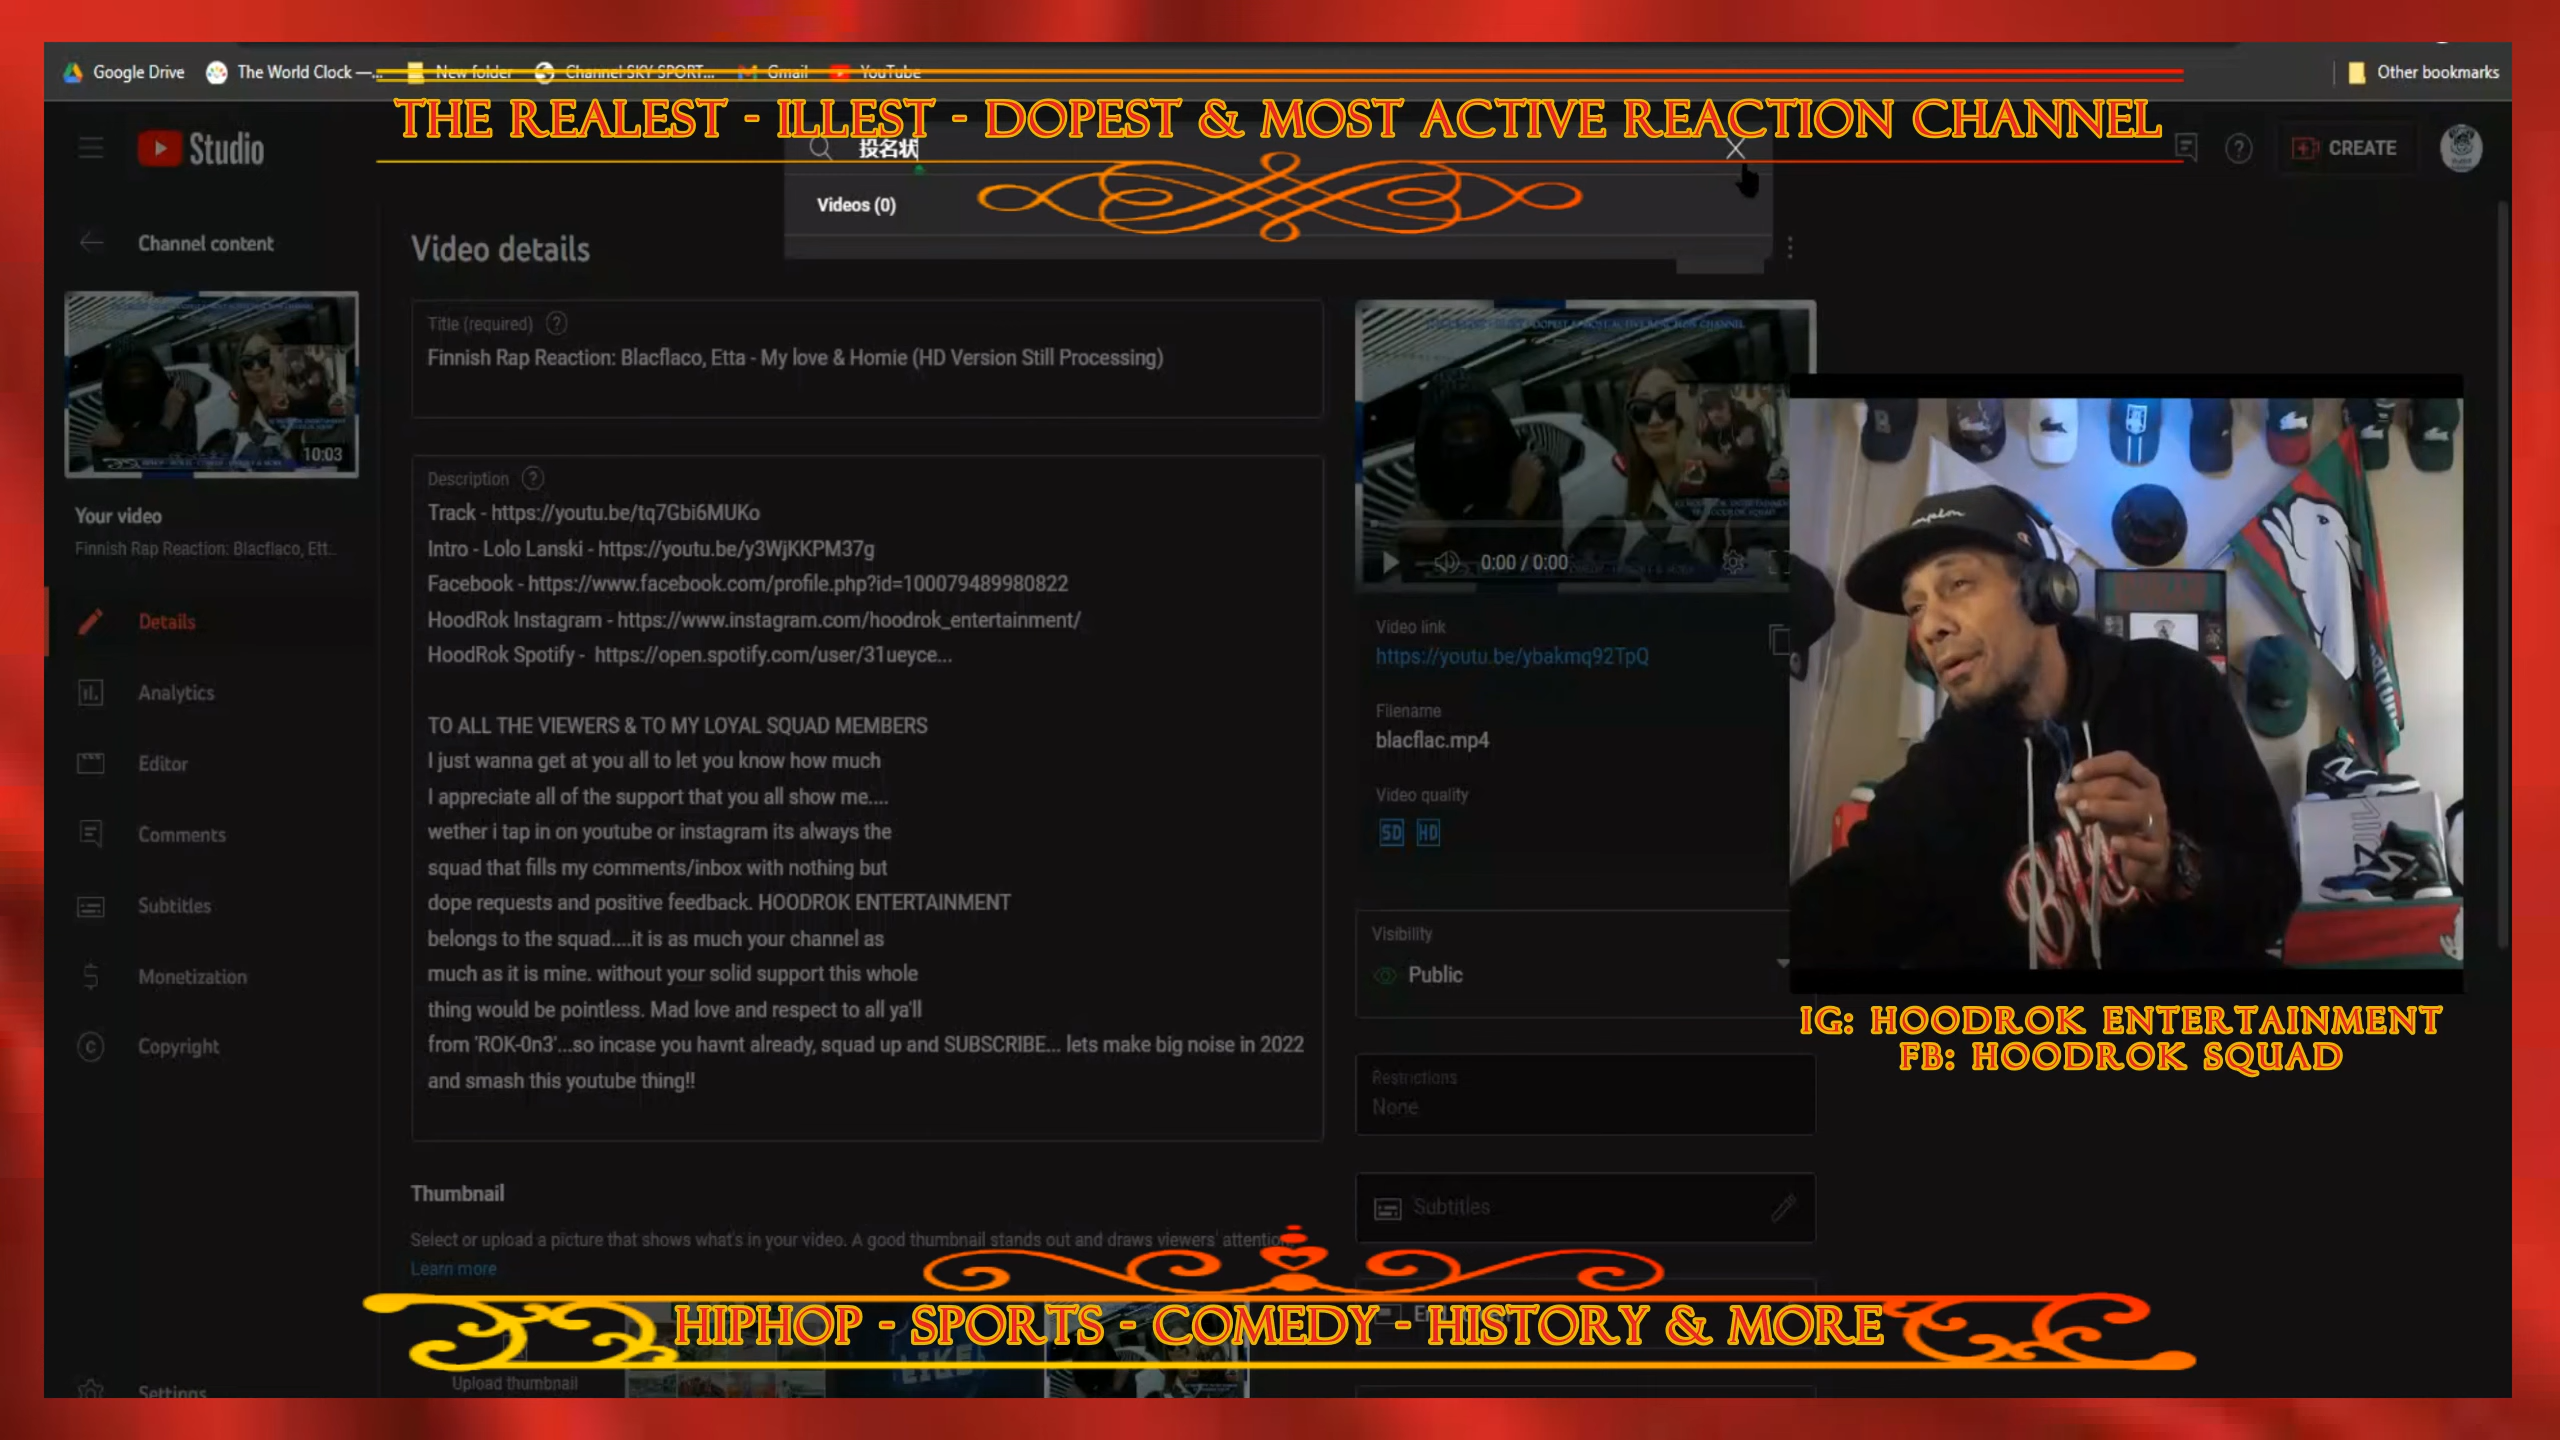 Google Drive
The World Clock —...
New folder
Channel SKY SPORT...
Gmail
YouTube
Other bookmarks
THE REALEST - ILLEST - DOPEST & MOST ACTIVE REACTION CHANNEL
Studio
投名状
CREATE
Videos (0)
Channel content
Video details
Title (required)
Finnish Rap Reaction: Blacflaco, Etta - My love & Homie (HD Version Still Processing)
10:03
Your video
Finnish Rap Reaction: Blacflaco, Ett...
Details
Analytics
Editor
Comments
Subtitles
Monetization
Copyright
Settings
Description
Track - https://youtu.be/tq7Gbi6MUKo
Intro - Lolo Lanski - https://youtu.be/y3WjKKPM37g
Facebook - https://www.facebook.com/profile.php?id=100079489980822
HoodRok Instagram - https://www.instagram.com/hoodrok_entertainment/
HoodRok Spotify -  https://open.spotify.com/user/31ueyce...
TO ALL THE VIEWERS & TO MY LOYAL SQUAD MEMBERS
I just wanna get at you all to let you know how much
I appreciate all of the support that you all show me....
wether i tap in on youtube or instagram its always the
squad that fills my comments/inbox with nothing but
dope requests and positive feedback. HOODROK ENTERTAINMENT
belongs to the squad....it is as much your channel as
much as it is mine. without your solid support this whole
thing would be pointless. Mad love and respect to all ya'll
from 'ROK-0n3'...so incase you havnt already, squad up and SUBSCRIBE... lets make big noise in 2022
and smash this youtube thing!!
0:00 / 0:00
Video link
https://youtu.be/ybakmq92TpQ
Filename
blacflac.mp4
Video quality
SD HD
Visibility
Public
Restrictions
None
Subtitles
IG: HOODROK ENTERTAINMENT
FB: HOODROK SQUAD
Thumbnail
Select or upload a picture that shows what's in your video. A good thumbnail stands out and draws viewers' attention.
Learn more
HIPHOP - SPORTS - COMEDY - HISTORY & MORE
LIKE
Upload thumbnail